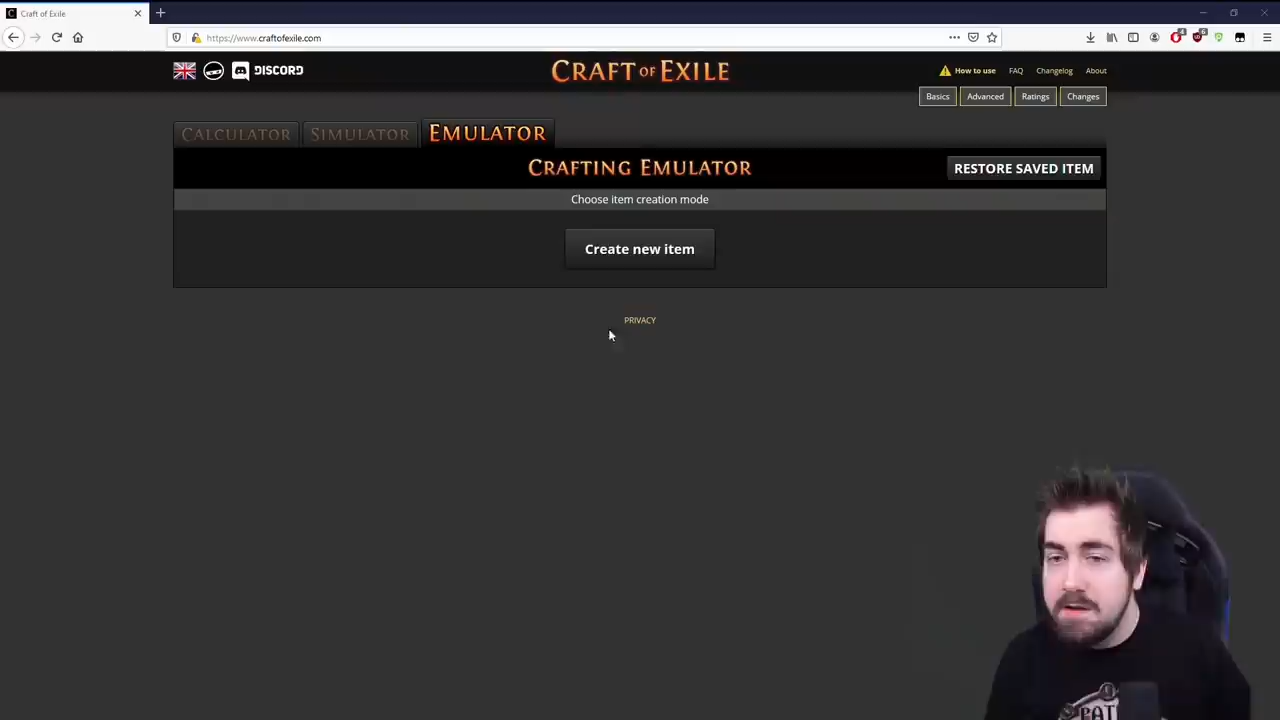 Craft of Exile
https://www.craftofexile.com
DISCORD
CRAFT OF EXILE
How to use FAQ Changelog About
Basics Advanced Ratings Changes
CALCULATOR SIMULATOR EMULATOR
CRAFTING EMULATOR
RESTORE SAVED ITEM
Choose item creation mode
Create new item
PRIVACY